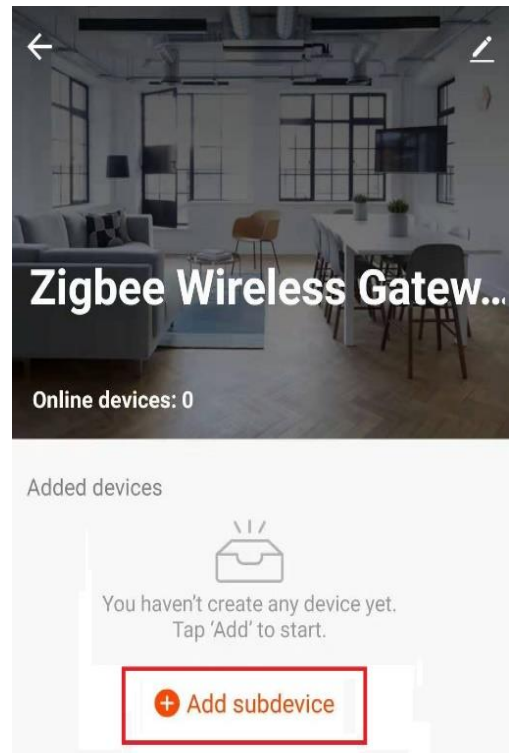 Zigbee Wireless Gatew...
Online devices: 0
Added devices
You haven't create any device yet.
Tap 'Add' to start.
Add subdevice